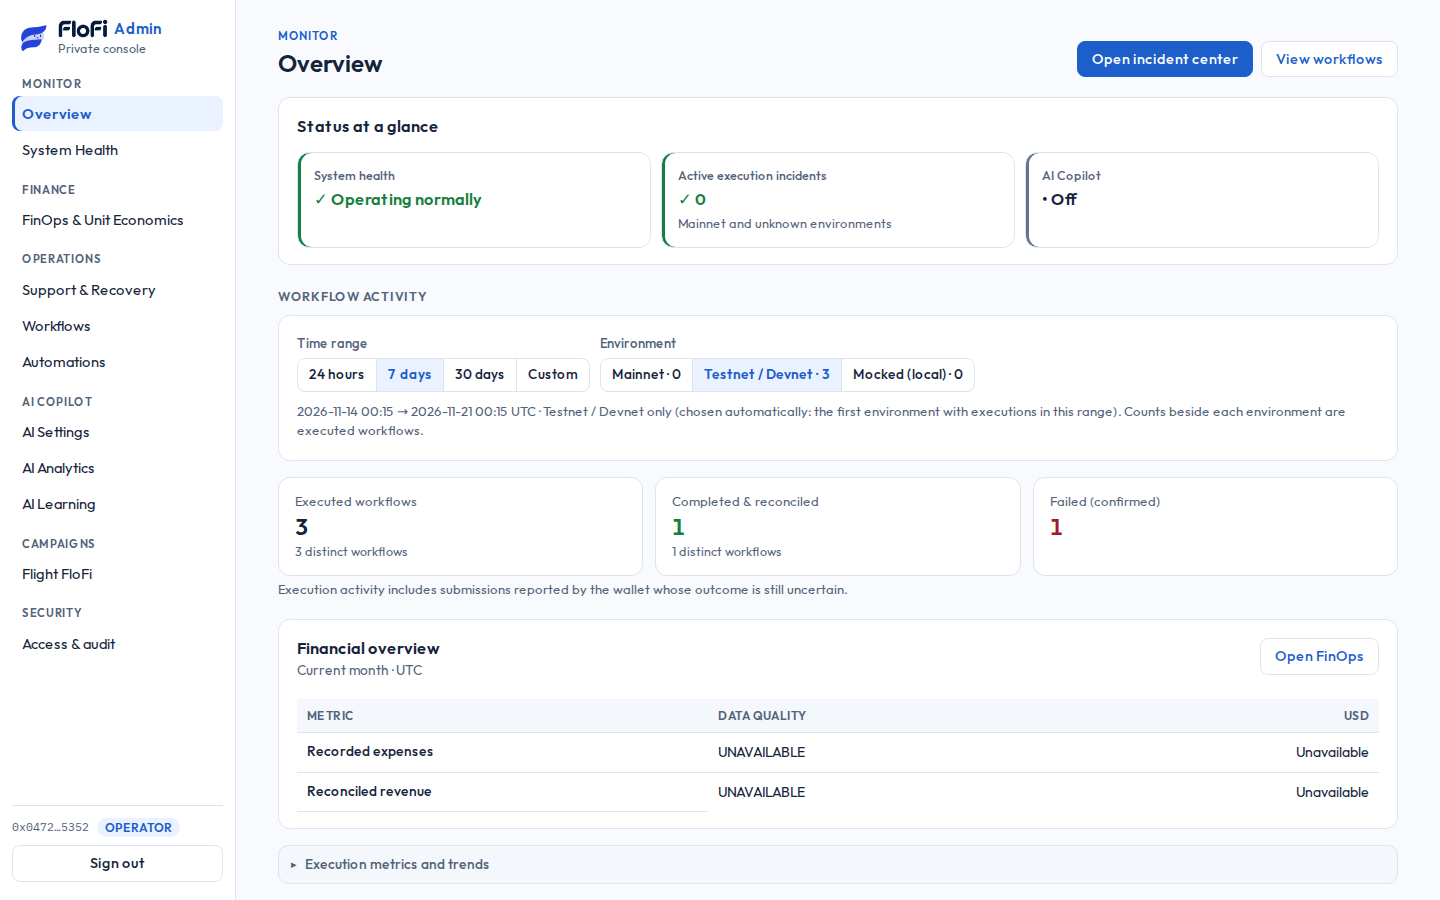 FloFi Admin
Private console
MONITOR
Overview
System Health
FINANCE
FinOps & Unit Economics
OPERATIONS
Support & Recovery
Workflows
Automations
AI COPILOT
AI Settings
AI Analytics
AI Learning
CAMPAIGNS
Flight FloFi
SECURITY
Access & audit
0x0472…5352 OPERATOR
Sign out
MONITOR
Overview
Open incident center View workflows
Status at a glance
System health
✓ Operating normally
Active execution incidents
✓ 0
Mainnet and unknown environments
AI Copilot
• Off
WORKFLOW ACTIVITY
Time range
24 hours 7 days 30 days Custom
Environment
Mainnet · 0 Testnet / Devnet · 3 Mocked (local) · 0
2026-11-14 00:15 → 2026-11-21 00:15 UTC · Testnet / Devnet only (chosen automatically: the first environment with executions in this range). Counts beside each environment are
executed workflows.
Executed workflows
3
3 distinct workflows
Completed & reconciled
1
1 distinct workflows
Failed (confirmed)
1
Execution activity includes submissions reported by the wallet whose outcome is still uncertain.
Financial overview
Current month · UTC
Open FinOps
METRIC DATA QUALITY USD
Recorded expenses UNAVAILABLE Unavailable
Reconciled revenue UNAVAILABLE Unavailable
▸ Execution metrics and trends